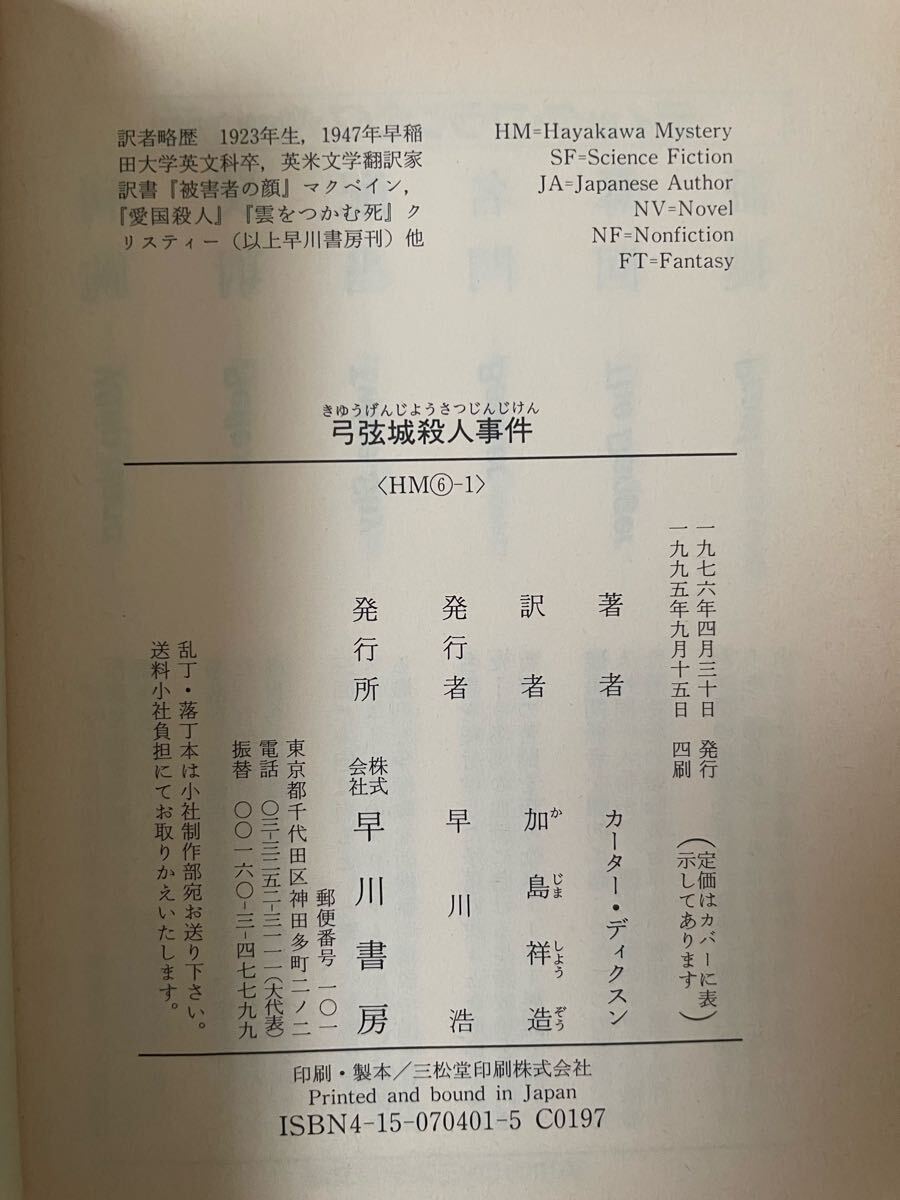 訳者略歴　1923年生，1947年早稲
田大学英文科卒，英米文学翻訳家
訳書『被害者の顔』マクベイン，
『愛国殺人』『雲をつかむ死』ク
リスティー（以上早川書房刊）他
HM=Hayakawa Mystery
SF=Science Fiction
JA=Japanese Author
NV=Novel
NF=Nonfiction
FT=Fantasy
きゆうげんじようさつじんじけん
弓弦城殺人事件
〈HM⑥-1〉
一九七六年四月三十日　発行
一九九五年九月十五日　四刷
（定価はカバーに表
示してあります）
著者　カーター・ディクスン
訳者　加島祥造
か じま しよう ぞう
発行者　早川　浩
発行所　株式会社　早川書房
郵便番号　一〇一
東京都千代田区神田多町二ノ二
電話　〇三-三二五二-三一一一（大代表）
振替　〇〇一六〇-三-四七七九九
乱丁・落丁本は小社制作部宛お送り下さい。
送料小社負担にてお取りかえいたします。
印刷・製本／三松堂印刷株式会社
Printed and bound in Japan
ISBN4-15-070401-5 C0197